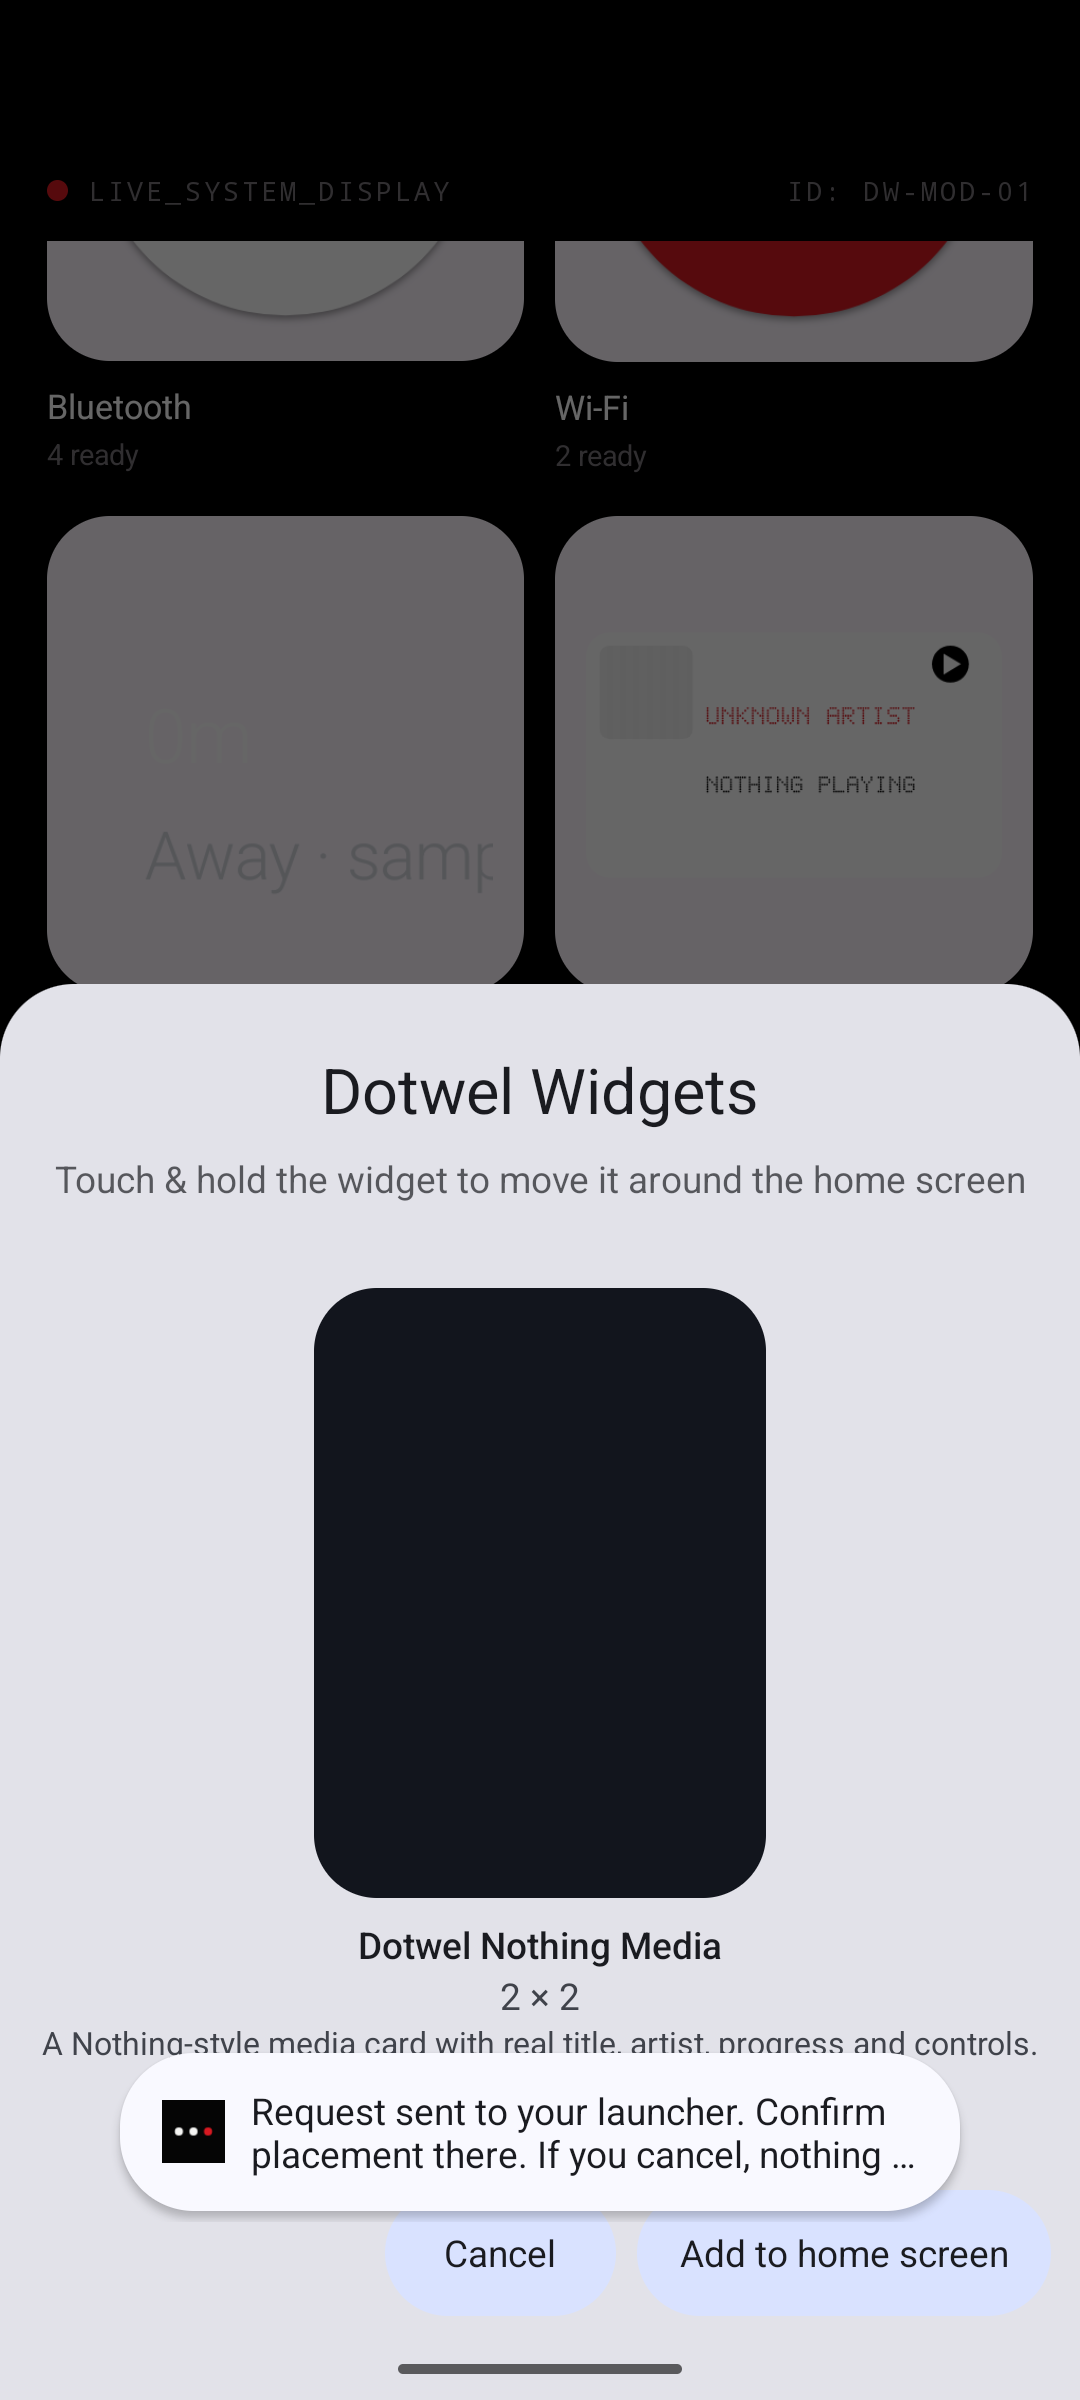 LIVE_SYSTEM_DISPLAY
ID: DW-MOD-01
Bluetooth
Wi-Fi
4 ready
2 ready
0m
UNKNOWN ARTIST
NOTHING PLAYING
Away · samp
Dotwel Widgets
Touch & hold the widget to move it around the home screen
Dotwel Nothing Media
2 × 2
A Nothing-style media card with real title, artist, progress and controls.
Request sent to your launcher. Confirm
placement there. If you cancel, nothing ...
Cancel
Add to home screen